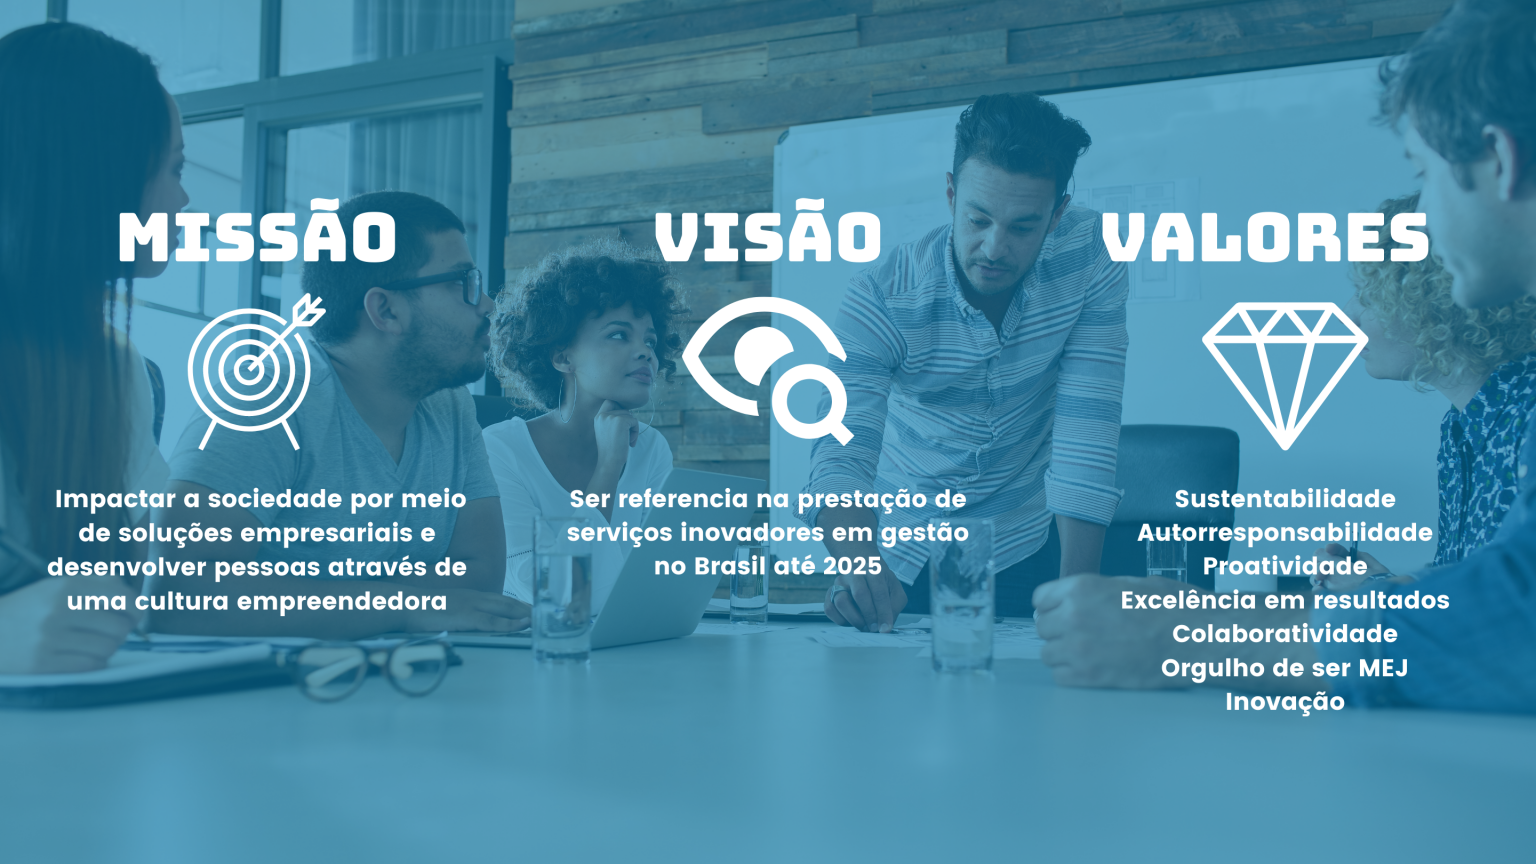 MISSÃO
Impactar a sociedade por meio
de soluções empresariais e
desenvolver pessoas através de
uma cultura empreendedora
VISÃO
Ser referencia na prestação de
serviços inovadores em gestão
no Brasil até 2025
VALORES
Sustentabilidade
Autorresponsabilidade
Proatividade
Excelência em resultados
Colaboratividade
Orgulho de ser MEJ
Inovação